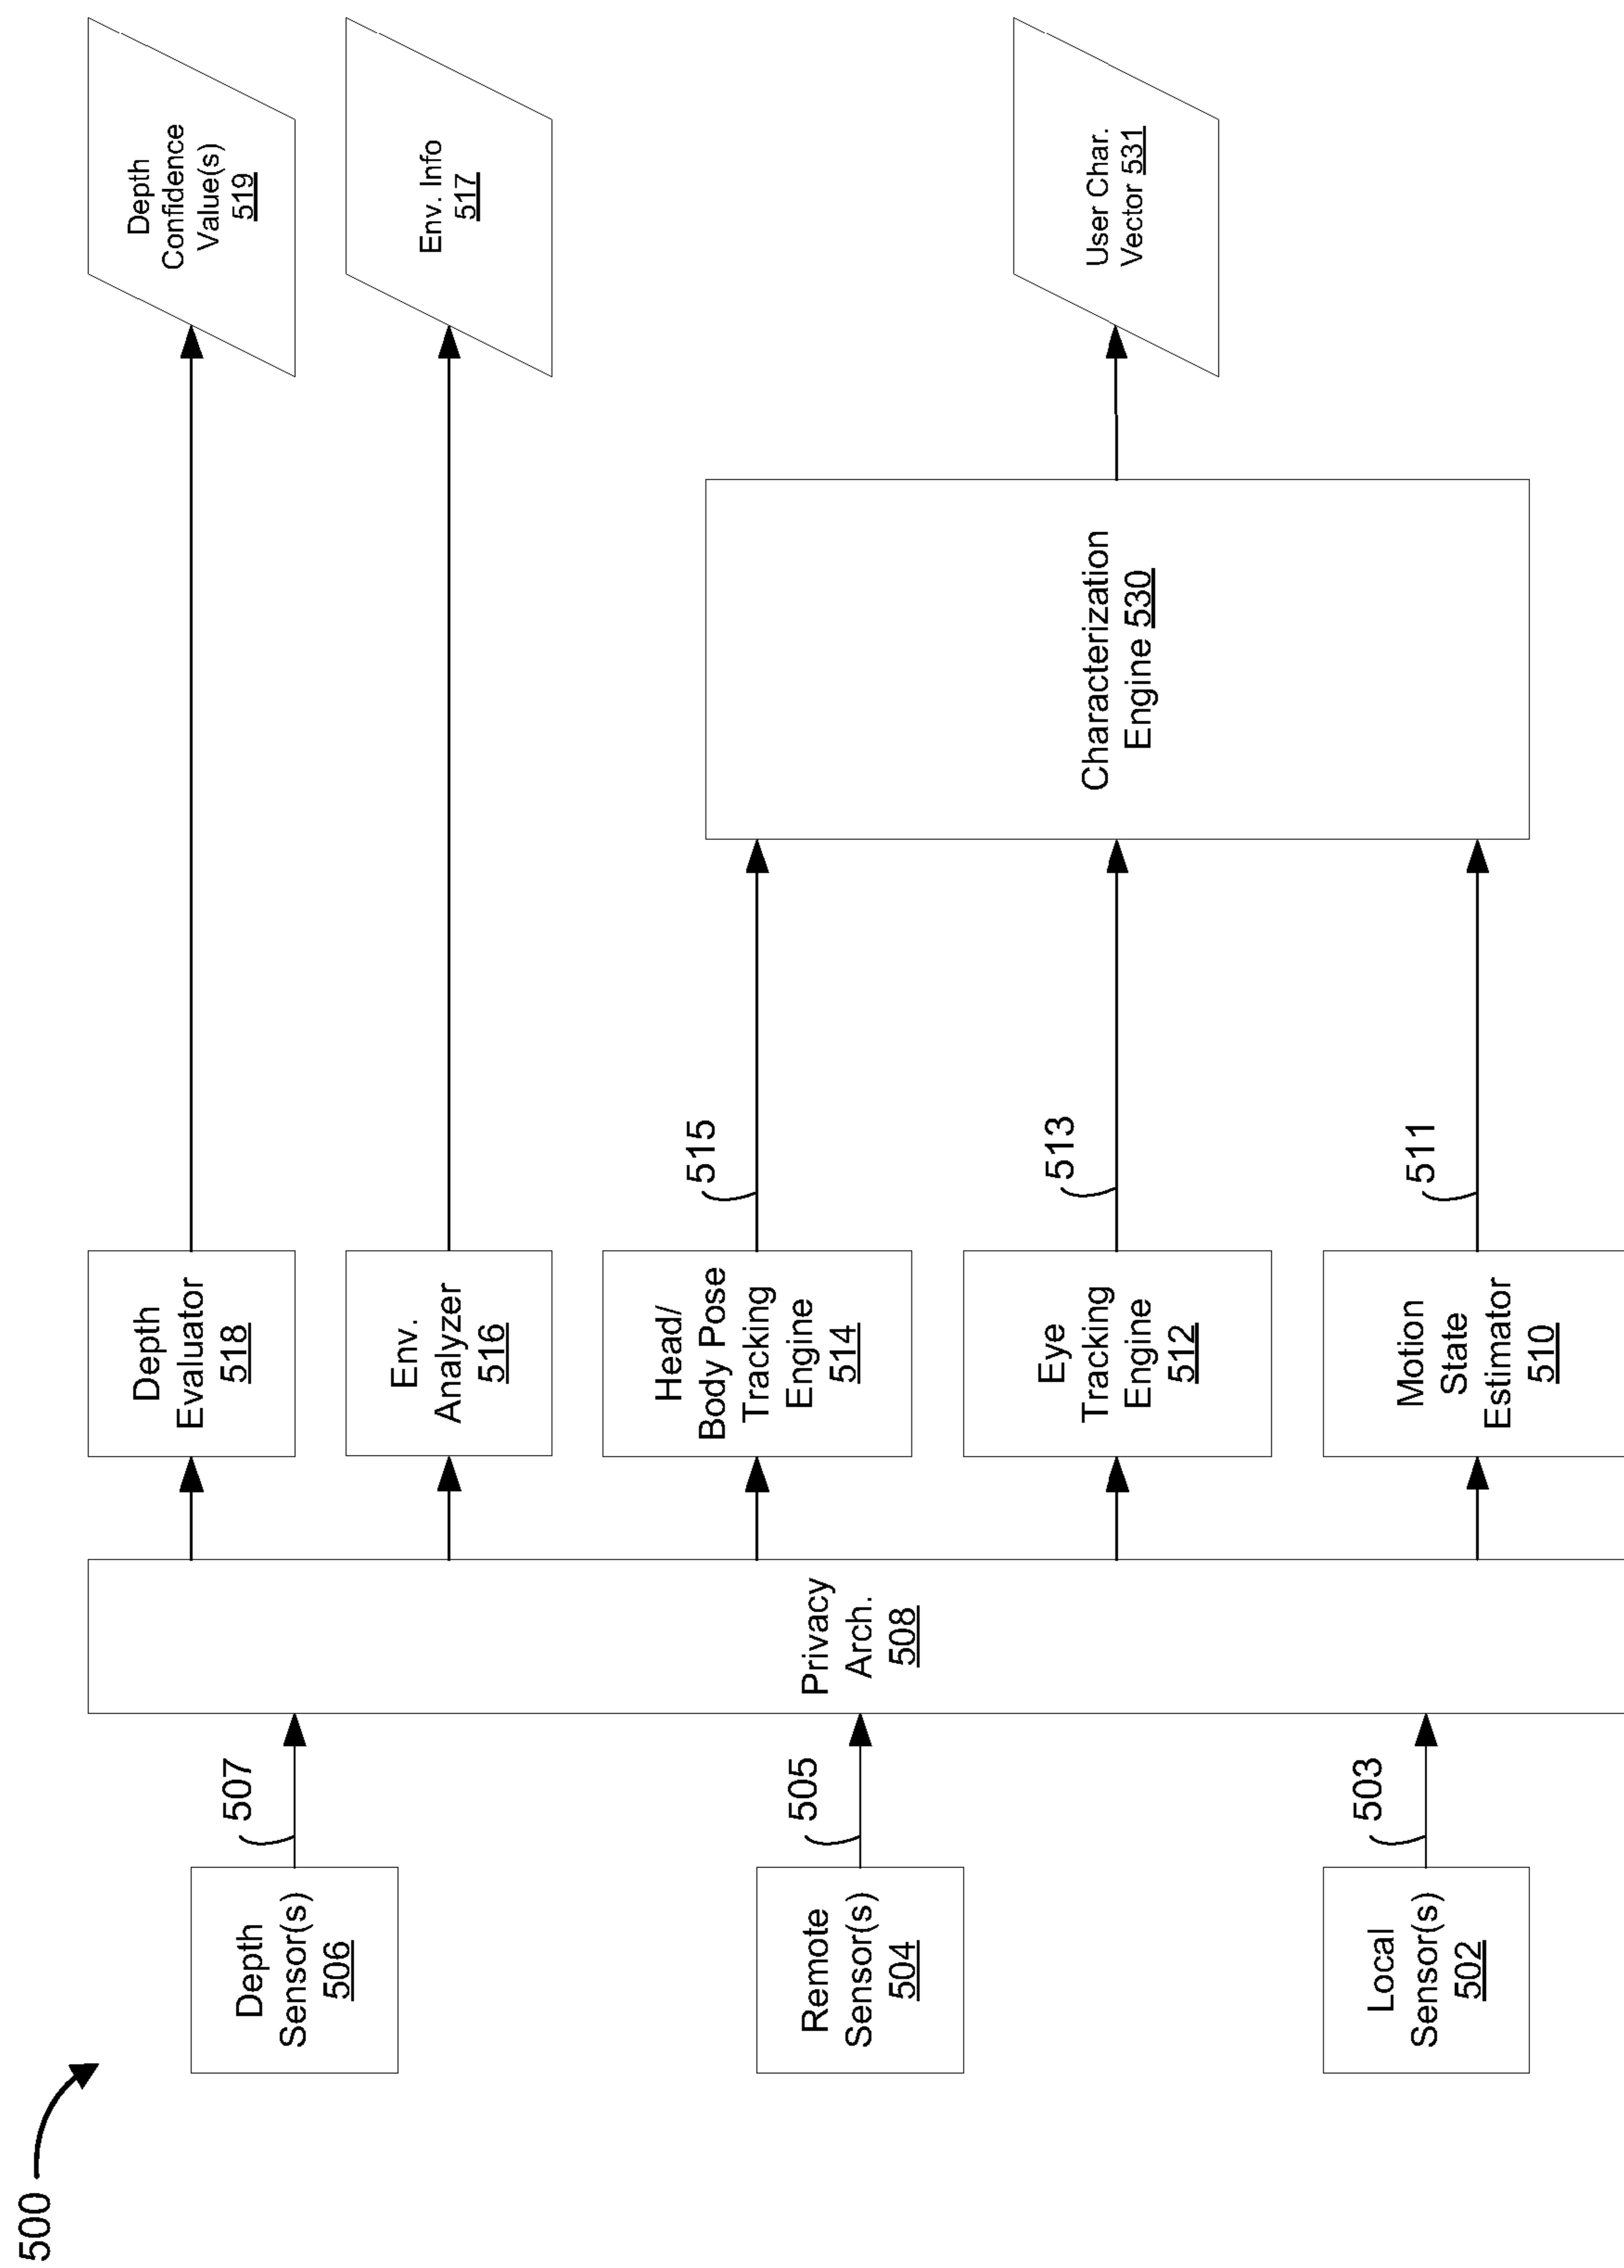 500
Depth
Sensor(s)
506
507
Remote
Sensor(s)
504
505
Local
Sensor(s)
502
503
Privacy
Arch.
508
Depth
Evaluator
518
Env.
Analyzer
516
Head/
Body Pose
Tracking
Engine
514
515
Eye
Tracking
Engine
512
513
Motion
State
Estimator
510
511
Characterization
Engine 530
Depth
Confidence
Value(s)
519
Env. Info
517
User Char.
Vector 531